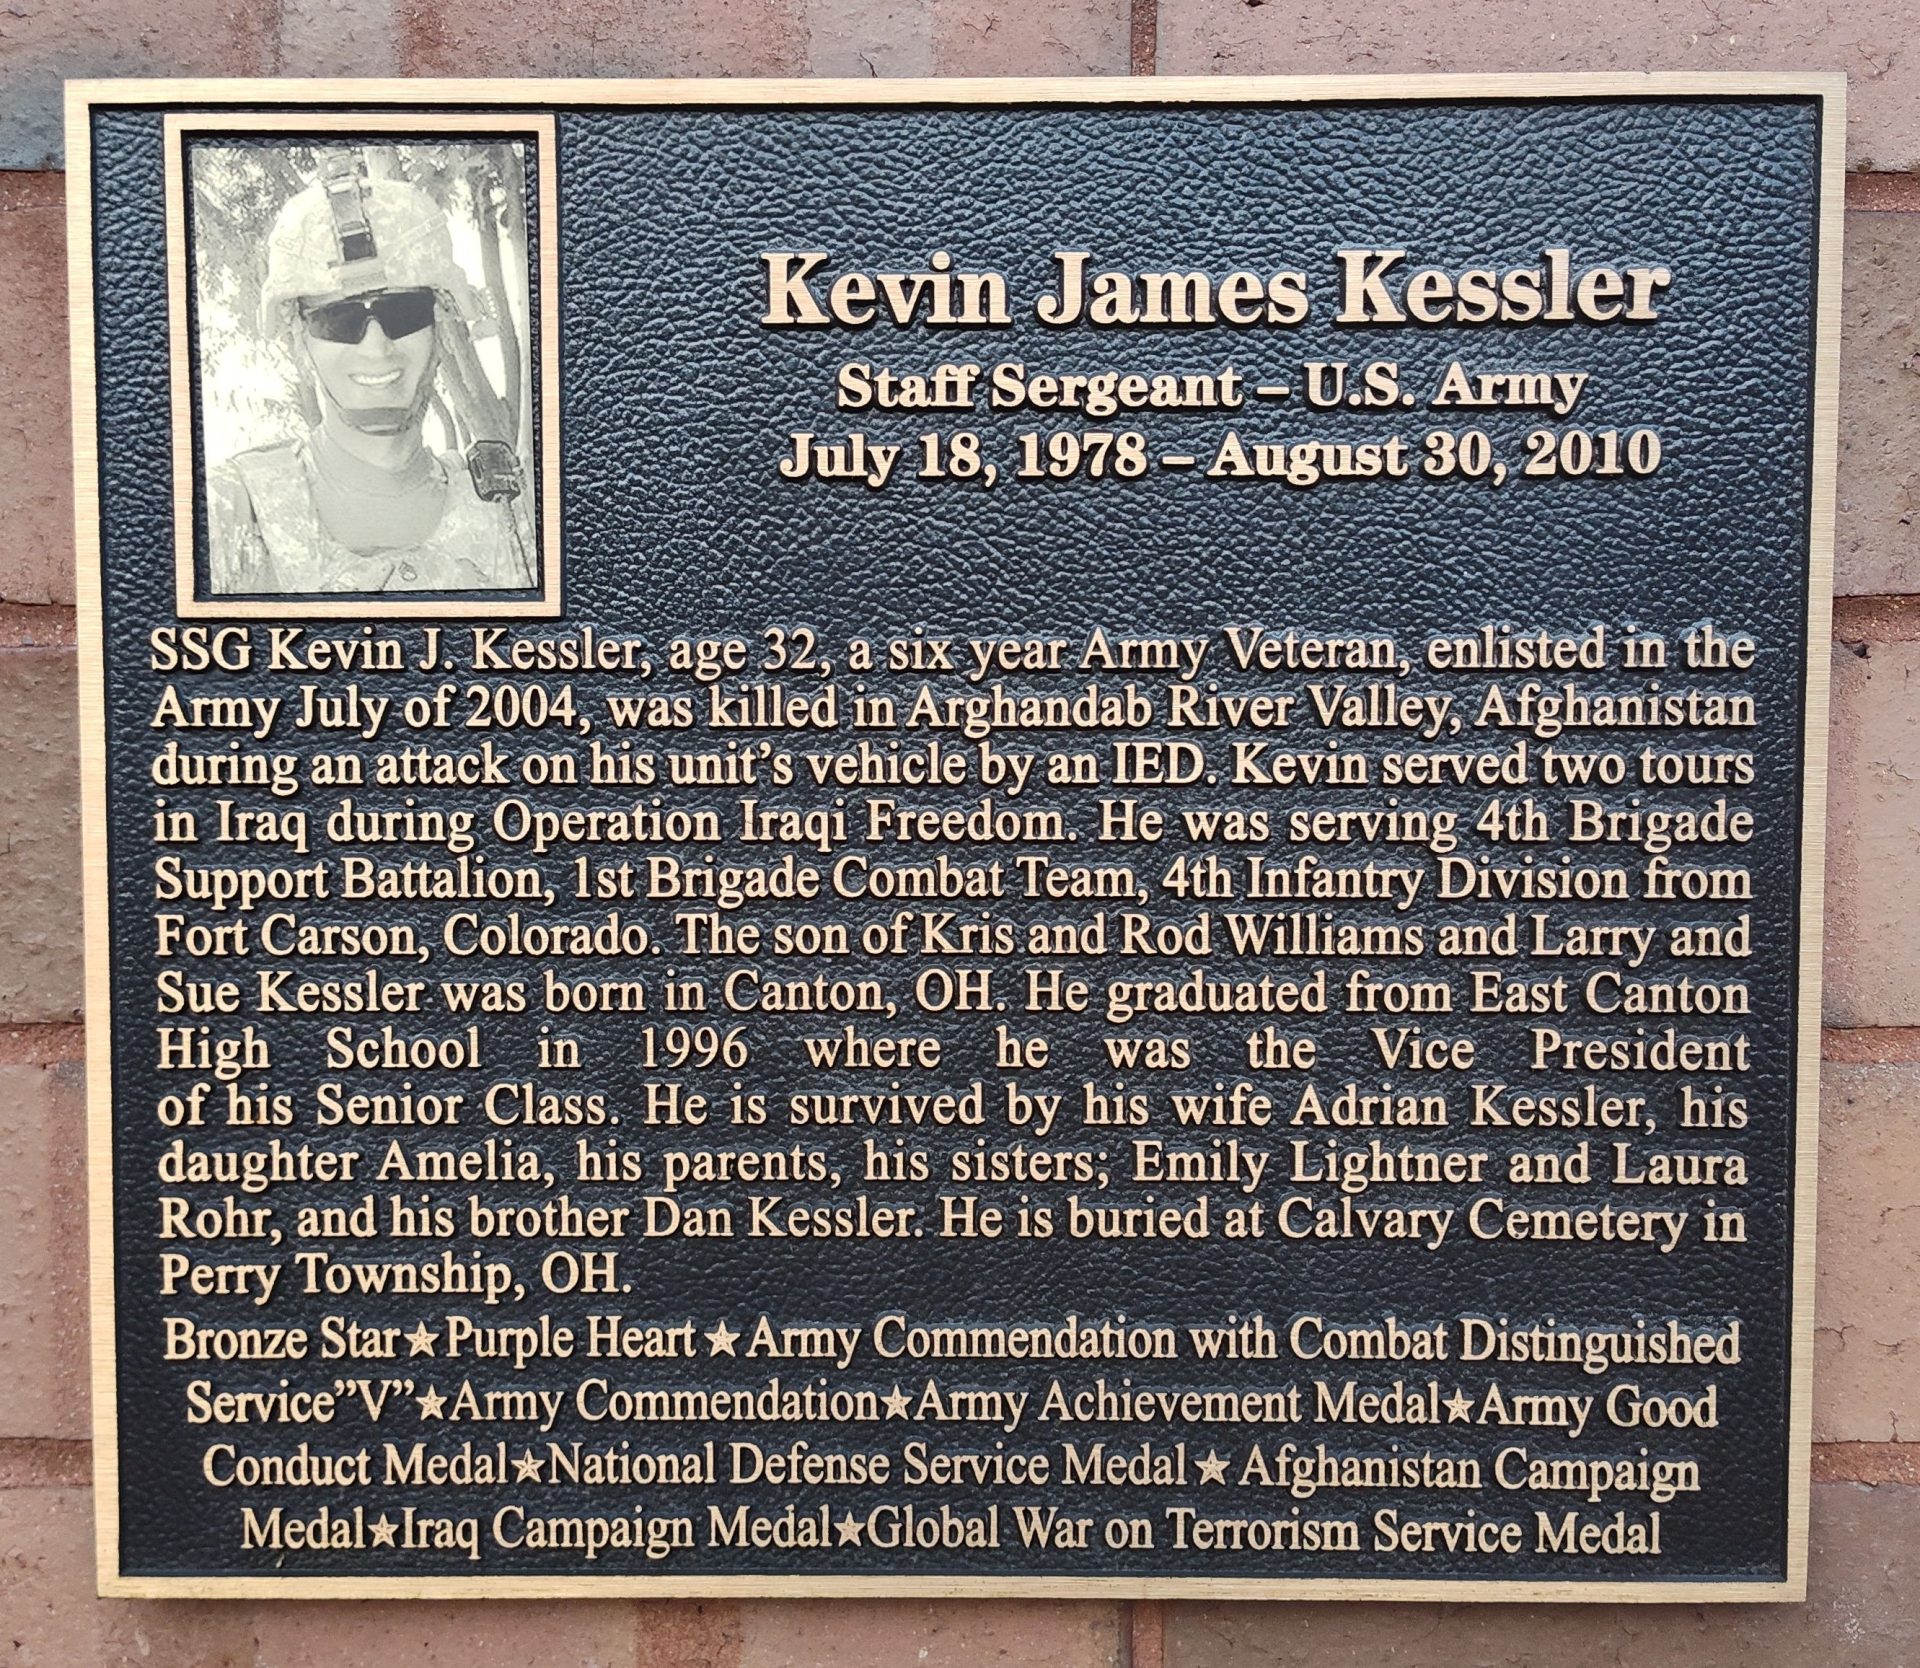 Kevin James Kessler
Staff Sergeant – U.S. Army
July 18, 1978 – August 30, 2010
SSG Kevin J. Kessler, age 32, a six year Army Veteran, enlisted in the
Army July of 2004, was killed in Arghandab River Valley, Afghanistan
during an attack on his unit's vehicle by an IED. Kevin served two tours
in Iraq during Operation Iraqi Freedom. He was serving 4th Brigade
Support Battalion, 1st Brigade Combat Team, 4th Infantry Division from
Fort Carson, Colorado. The son of Kris and Rod Williams and Larry and
Sue Kessler was born in Canton, OH. He graduated from East Canton
High School in 1996 where he was the Vice President
of his Senior Class. He is survived by his wife Adrian Kessler, his
daughter Amelia, his parents, his sisters; Emily Lightner and Laura
Rohr, and his brother Dan Kessler. He is buried at Calvary Cemetery in
Perry Township, OH.
Bronze Star★Purple Heart★Army Commendation with Combat Distinguished
Service”V”★Army Commendation★Army Achievement Medal★Army Good
Conduct Medal★National Defense Service Medal★Afghanistan Campaign
Medal★Iraq Campaign Medal★Global War on Terrorism Service Medal